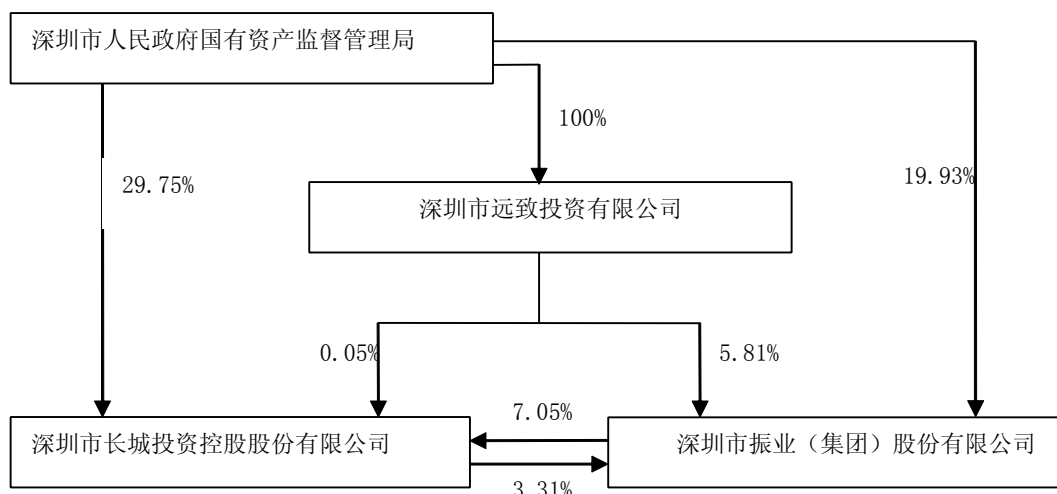 深圳市人民政府国有资产监督管理局
100%
29.75%
19.93%
深圳市远致投资有限公司
0.05%
5.81%
7.05%
深圳市长城投资控股股份有限公司
深圳市振业（集团）股份有限公司
3.31%